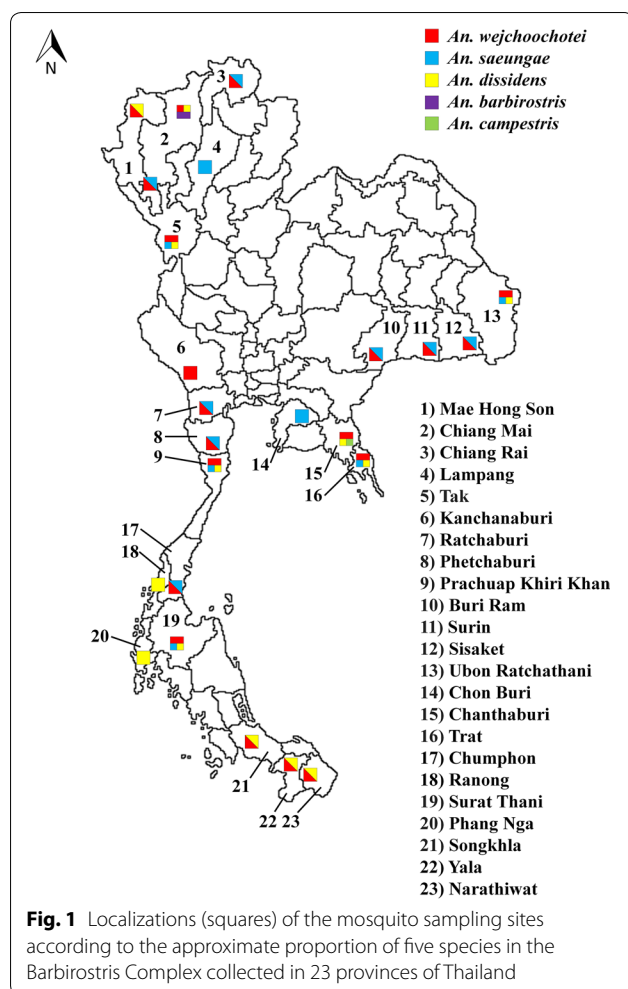 N
An. wejchoochotei
An. saeungae
An. dissidens
An. barbirostris
An. campestris
3
2
4
1
5
13
10
11
12
6
7
8
9
14
15
16
17
18
19
20
21
22
23
1) Mae Hong Son
2) Chiang Mai
3) Chiang Rai
4) Lampang
5) Tak
6) Kanchanaburi
7) Ratchaburi
8) Phetchaburi
9) Prachuap Khiri Khan
10) Buri Ram
11) Surin
12) Sisaket
13) Ubon Ratchathani
14) Chon Buri
15) Chanthaburi
16) Trat
17) Chumphon
18) Ranong
19) Surat Thani
20) Phang Nga
21) Songkhla
22) Yala
23) Narathiwat
Fig. 1 Localizations (squares) of the mosquito sampling sites
according to the approximate proportion of five species in the
Barbirostris Complex collected in 23 provinces of Thailand